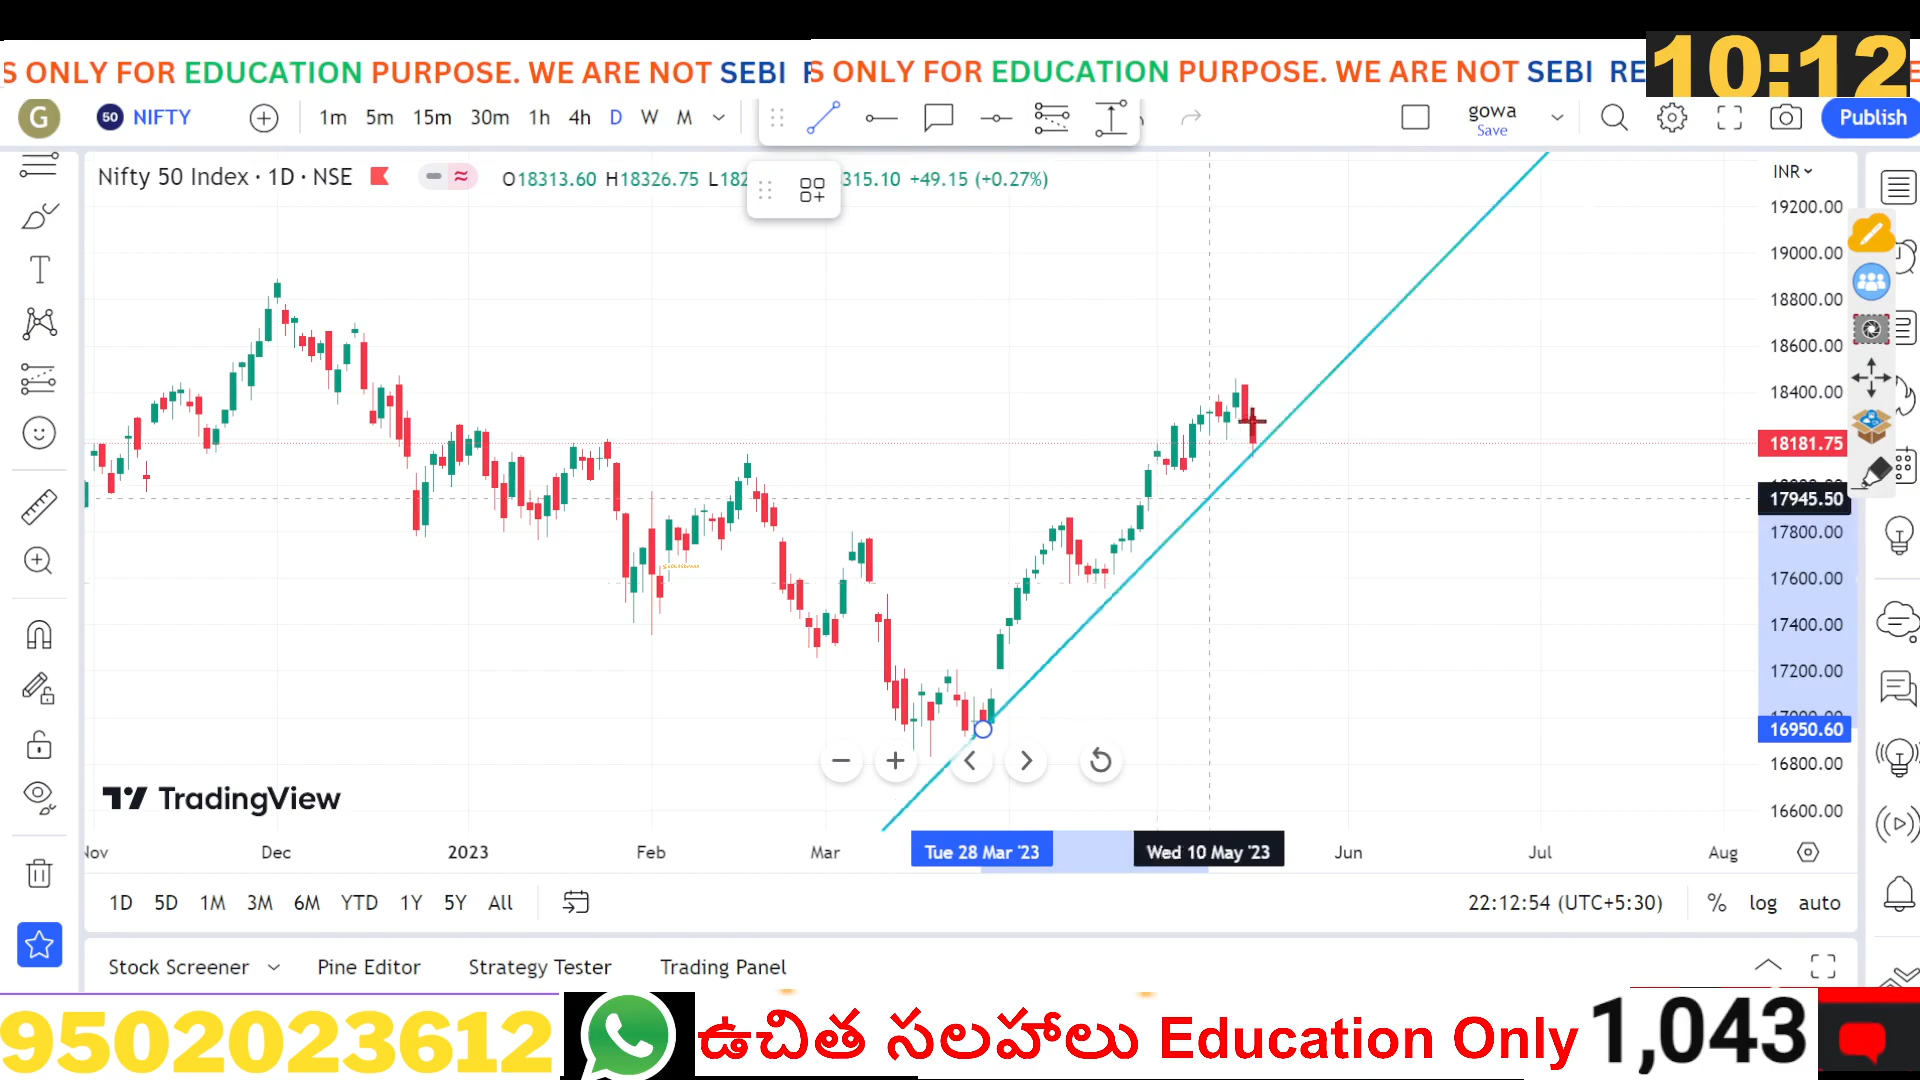 S ONLY FOR EDUCATION PURPOSE. WE ARE NOT SEBI
S ONLY FOR EDUCATION PURPOSE. WE ARE NOT SEBI RE
10:12
G 50 NIFTY 1m 5m 15m 30m 1h 4h D W M gowa Save Publish
Nifty 50 Index · 1D · NSE O18313.60 H18326.75 L182 315.10 +49.15 (+0.27%)
INR
19200.00
19000.00
18800.00
18600.00
18400.00
18181.75
17945.50
17800.00
17600.00
17400.00
17200.00
16950.60
16800.00
16600.00
TradingView
Nov Dec 2023 Feb Mar Tue 28 Mar '23 Wed 10 May '23 Jun Jul Aug
1D 5D 1M 3M 6M YTD 1Y 5Y All 22:12:54 (UTC+5:30) % log auto
Stock Screener Pine Editor Strategy Tester Trading Panel
9502023612 ఉచిత సలహాలు Education Only 1,043